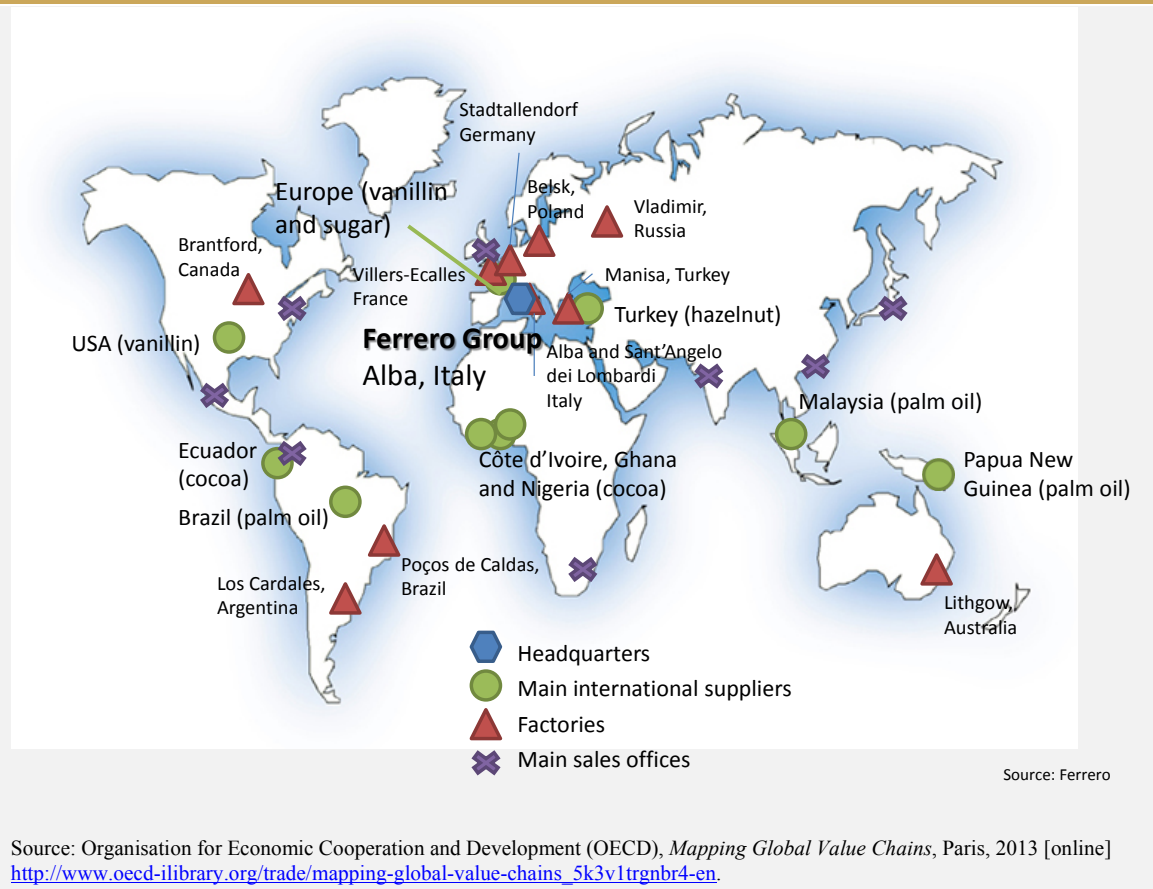 Stadtallendorf
Germany
Europe (vanillin
and sugar)
Belsk,
Poland
Vladimir,
Russia
Brantford,
Canada
Villers-Ecalles
France
Manisa, Turkey
Turkey (hazelnut)
USA (vanillin)
Ferrero Group
Alba, Italy
Alba and Sant'Angelo
dei Lombardi
Italy
Malaysia (palm oil)
Ecuador
(cocoa)
Côte d'Ivoire, Ghana
and Nigeria (cocoa)
Papua New
Guinea (palm oil)
Brazil (palm oil)
Poços de Caldas,
Brazil
Los Cardales,
Argentina
Lithgow,
Australia
Headquarters
Main international suppliers
Factories
Main sales offices
Source: Ferrero
Source: Organisation for Economic Cooperation and Development (OECD), Mapping Global Value Chains, Paris, 2013 [online]
http://www.oecd-ilibrary.org/trade/mapping-global-value-chains_5k3v1trgnbr4-en.